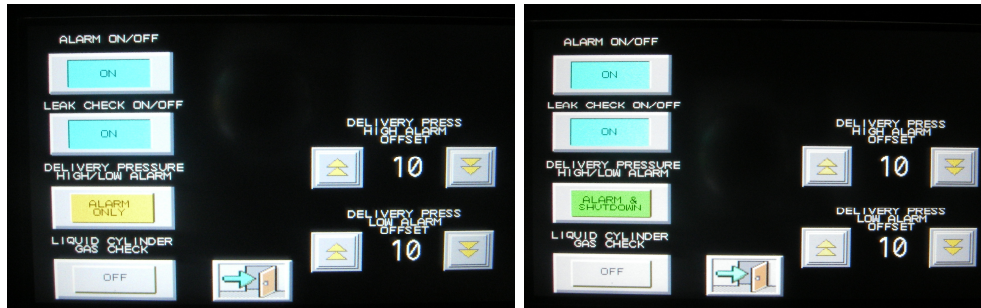 ALARM ON/OFF
ON
LEAK CHECK ON/OFF
ON
DELIVERY PRESSURE
HIGH/LOW ALARM
ALARM
ONLY
LIQUID CYLINDER
GAS CHECK
OFF
DELIVERY PRESS
HIGH ALARM
OFFSET
10
DELIVERY PRESS
LOW ALARM
OFFSET
10
ALARM ON/OFF
ON
LEAK CHECK ON/OFF
ON
DELIVERY PRESSURE
HIGH/LOW ALARM
ALARM &
SHUTDOWN
LIQUID CYLINDER
GAS CHECK
OFF
DELIVERY PRESS
HIGH ALARM
OFFSET
10
DELIVERY PRESS
LOW ALARM
OFFSET
10